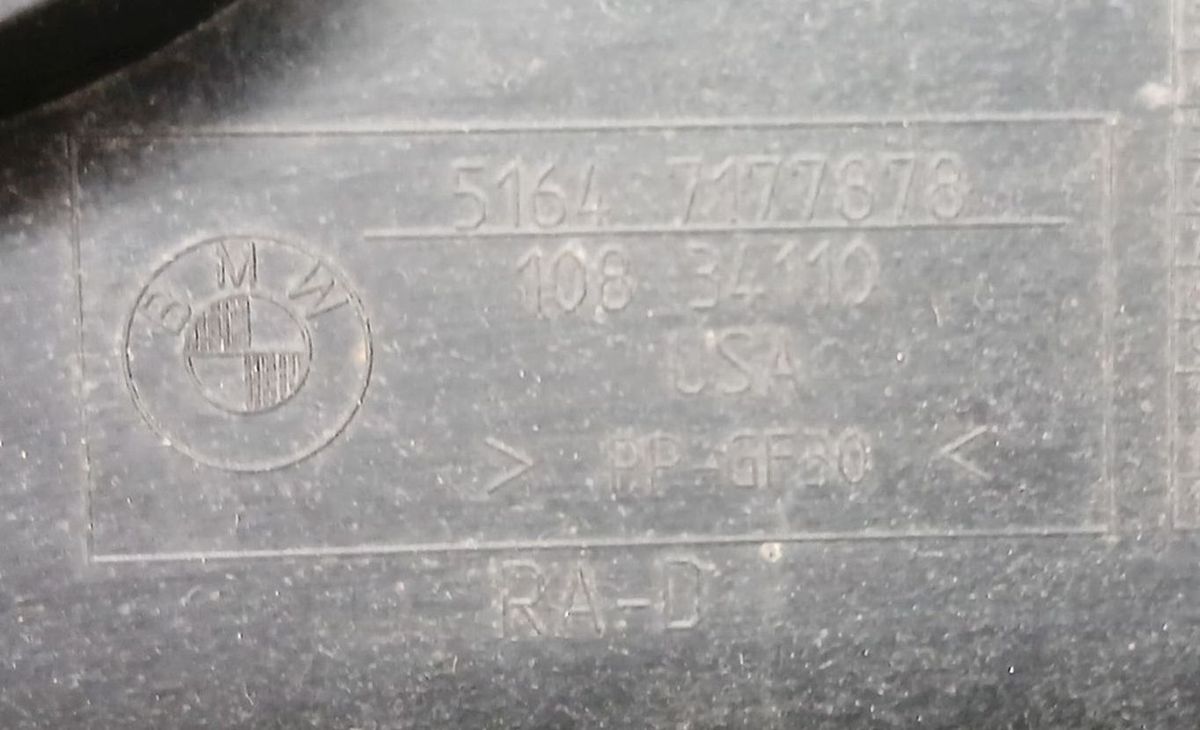 5164 7177878
BMW
108 34110
USA
> PP-GF30 <
RA-D